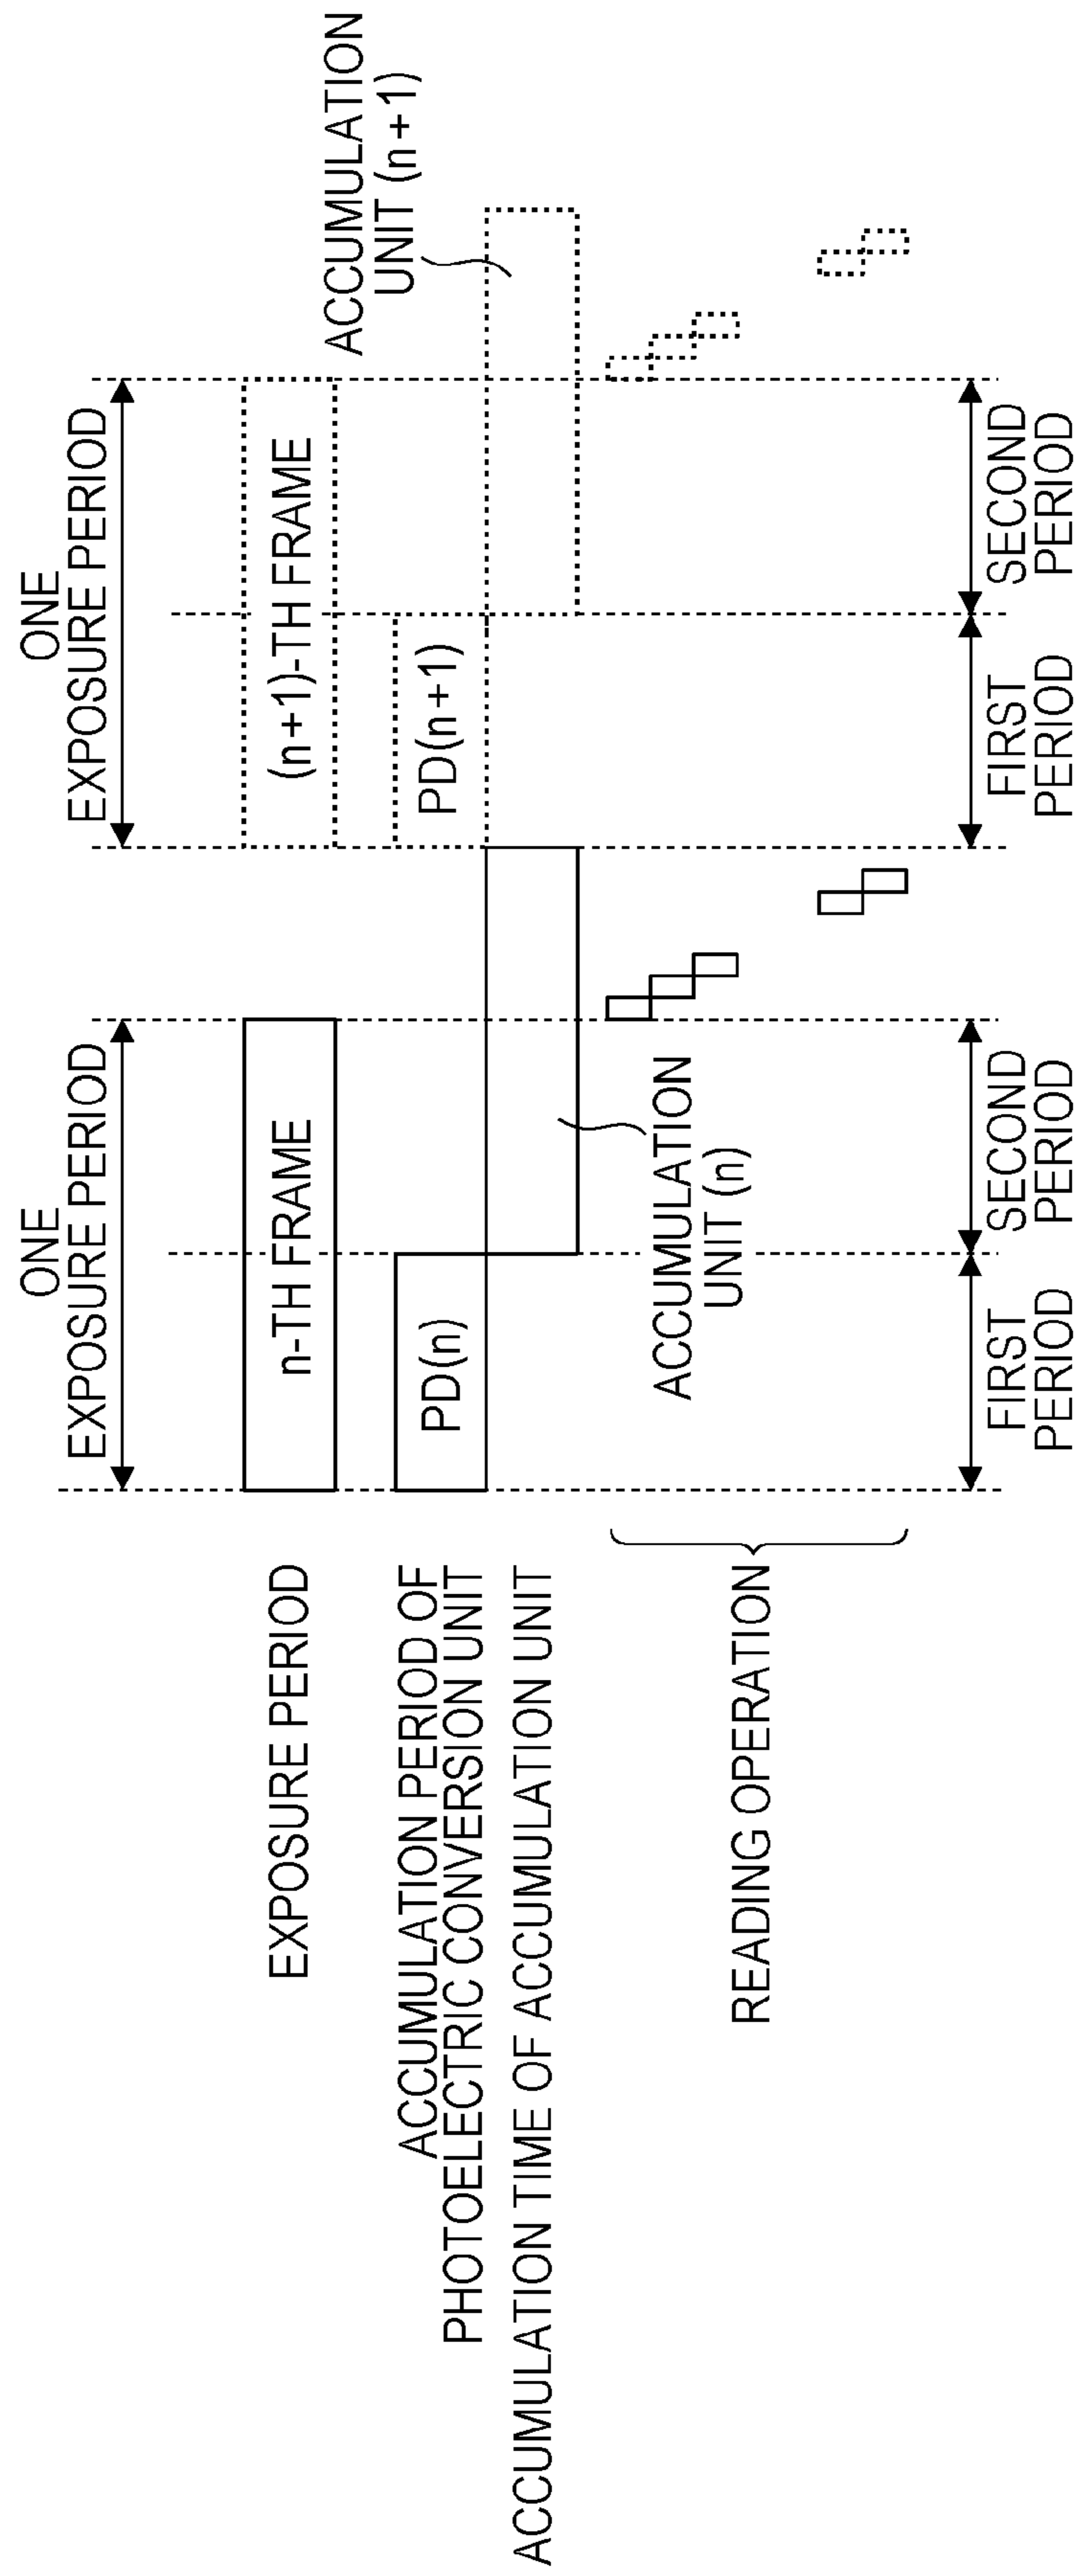 ONE
EXPOSURE PERIOD
ONE
EXPOSURE PERIOD
EXPOSURE PERIOD
n-TH FRAME
(n+1)-TH FRAME
ACCUMULATION
UNIT (n+1)
ACCUMULATION PERIOD OF
PHOTOELECTRIC CONVERSION UNIT
PD(n)
PD(n+1)
ACCUMULATION TIME OF ACCUMULATION UNIT
ACCUMULATION
UNIT (n)
READING OPERATION
FIRST
PERIOD
SECOND
PERIOD
FIRST
PERIOD
SECOND
PERIOD